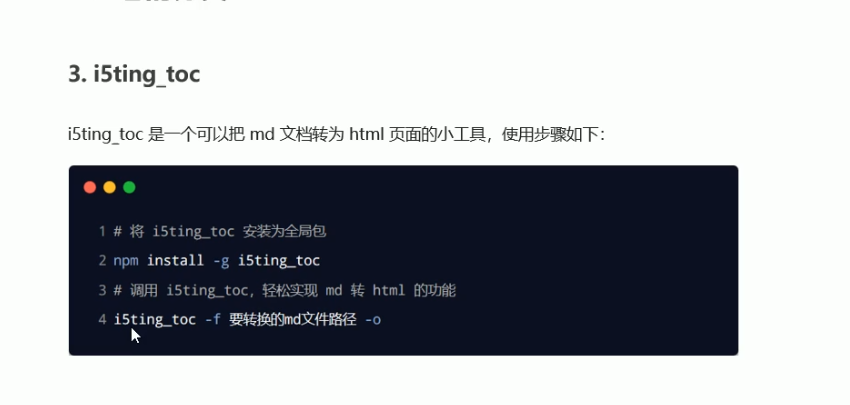 3. i5ting_toc
i5ting_toc 是一个可以把 md 文档转为 html 页面的小工具，使用步骤如下：
1 # 将 i5ting_toc 安装为全局包
2 npm install -g i5ting_toc
3 # 调用 i5ting_toc，轻松实现 md 转 html 的功能
4 i5ting_toc -f 要转换的md文件路径 -o